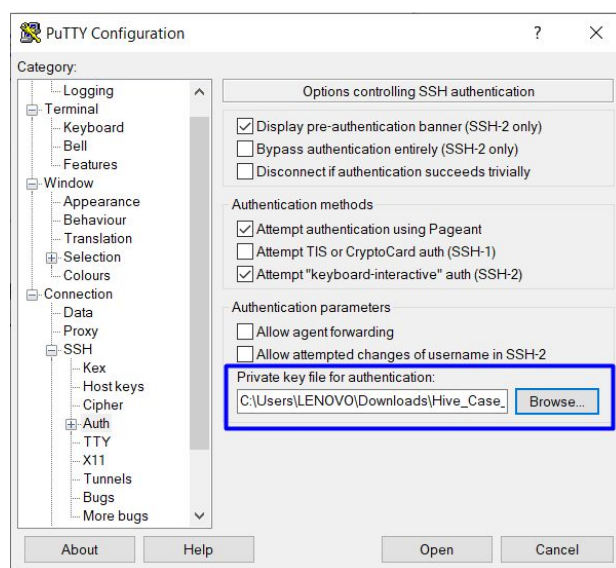 PuTTY Configuration
?
Category:
Logging
Terminal
Keyboard
Bell
Features
Window
Appearance
Behaviour
Translation
Selection
Colours
Connection
Data
Proxy
SSH
Kex
Host keys
Cipher
Auth
TTY
X11
Tunnels
Bugs
More bugs
Options controlling SSH authentication
Display pre-authentication banner (SSH-2 only)
Bypass authentication entirely (SSH-2 only)
Disconnect if authentication succeeds trivially
Authentication methods
Attempt authentication using Pageant
Attempt TIS or CryptoCard auth (SSH-1)
Attempt "keyboard-interactive" auth (SSH-2)
Authentication parameters
Allow agent forwarding
Allow attempted changes of username in SSH-2
Private key file for authentication:
C:\Users\LENOVO\Downloads\Hive_Case_ Browse...
About Help Open Cancel